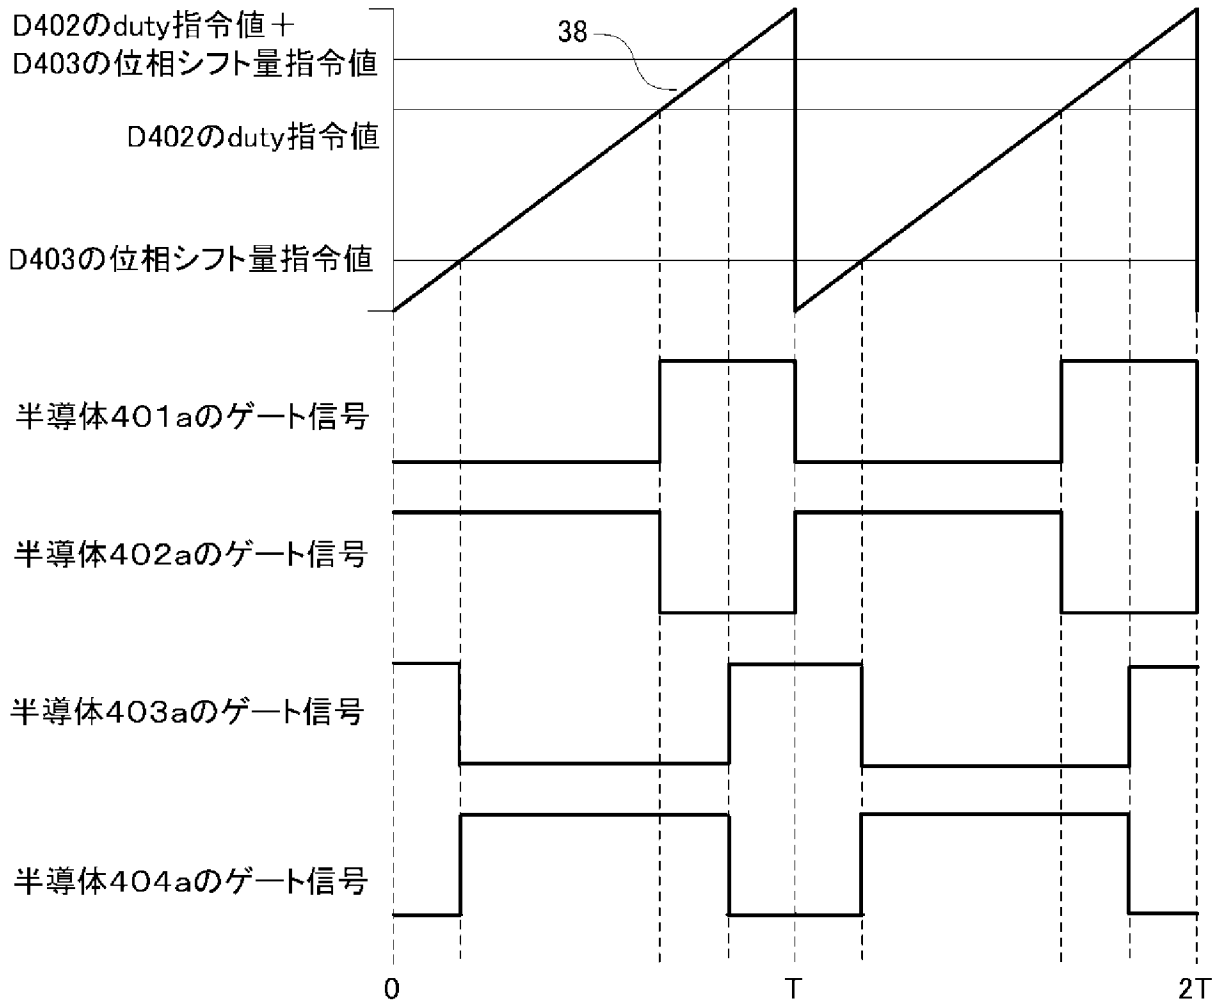 D402のduty指令値＋
D403の位相シフト量指令値
38
D402のduty指令値
D403の位相シフト量指令値
半導体４０１aのゲート信号
半導体４０２aのゲート信号
半導体４０３aのゲート信号
半導体４０４aのゲート信号
0 T 2T